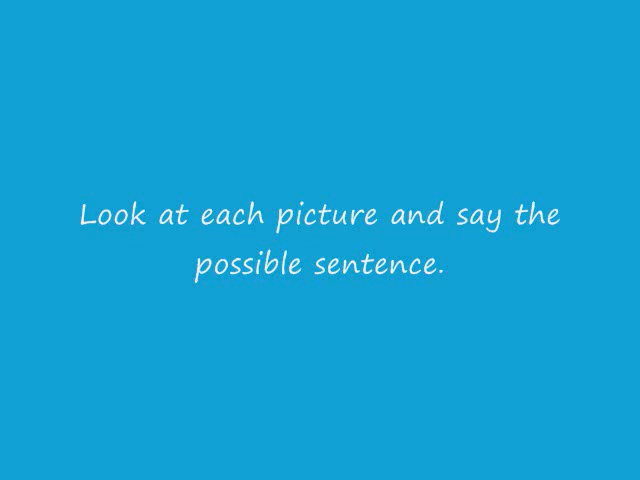 Look at each picture and say the
possible sentence.